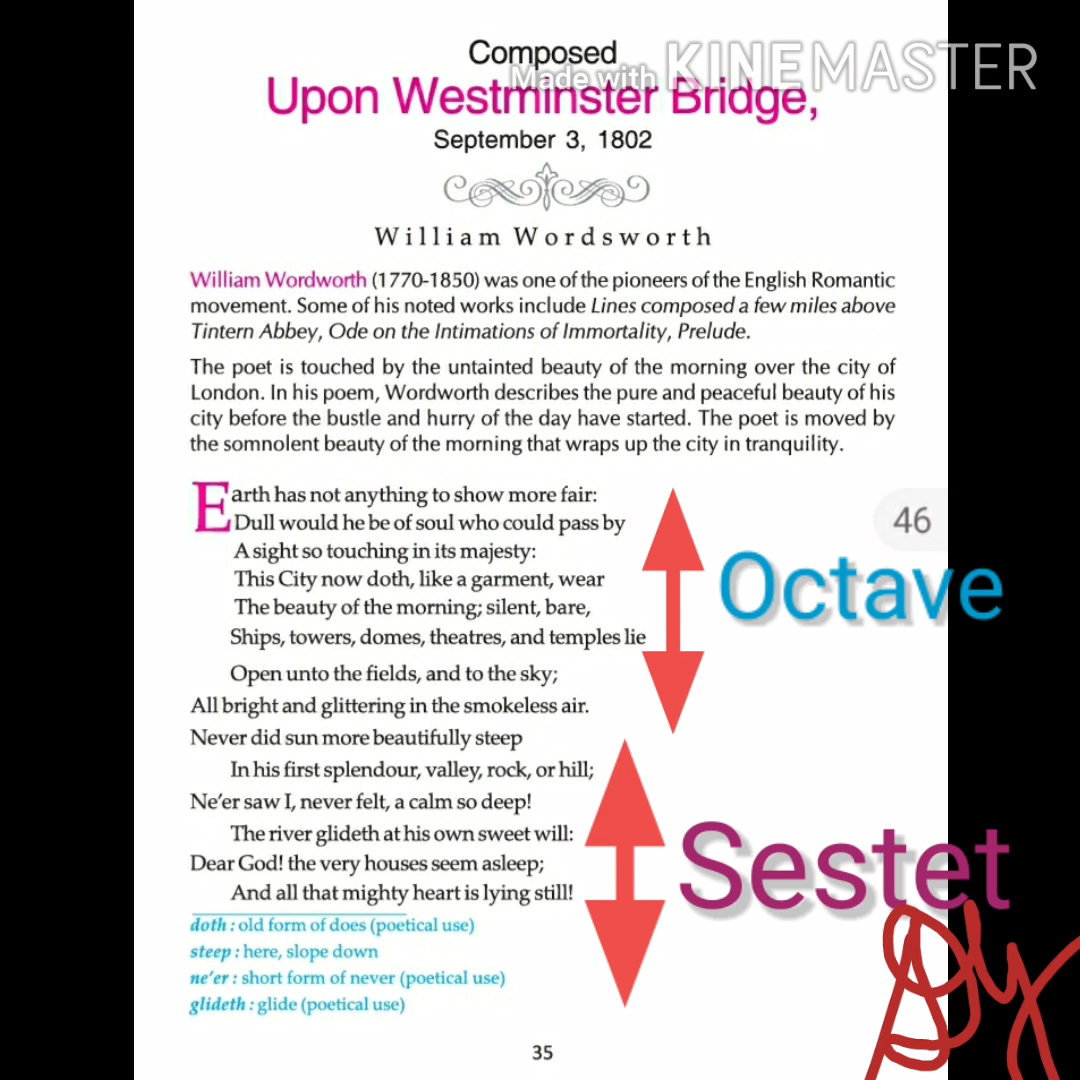 Composed
Made with KINEMASTER
Upon Westminster Bridge,
September 3, 1802
William Wordsworth
William Wordworth (1770-1850) was one of the pioneers of the English Romantic
movement. Some of his noted works include Lines composed a few miles above
Tintern Abbey, Ode on the Intimations of Immortality, Prelude.
The poet is touched by the untainted beauty of the morning over the city of
London. In his poem, Wordworth describes the pure and peaceful beauty of his
city before the bustle and hurry of the day have started. The poet is moved by
the somnolent beauty of the morning that wraps up the city in tranquility.
Earth has not anything to show more fair:
Dull would he be of soul who could pass by
A sight so touching in its majesty:
This City now doth, like a garment, wear
The beauty of the morning; silent, bare,
Ships, towers, domes, theatres, and temples lie
Open unto the fields, and to the sky;
All bright and glittering in the smokeless air.
46
Octave
Never did sun more beautifully steep
In his first splendour, valley, rock, or hill;
Ne'er saw I, never felt, a calm so deep!
The river glideth at his own sweet will:
Dear God! the very houses seem asleep;
And all that mighty heart is lying still!
Sestet
doth : old form of does (poetical use)
steep : here, slope down
ne'er : short form of never (poetical use)
glideth : glide (poetical use)
35